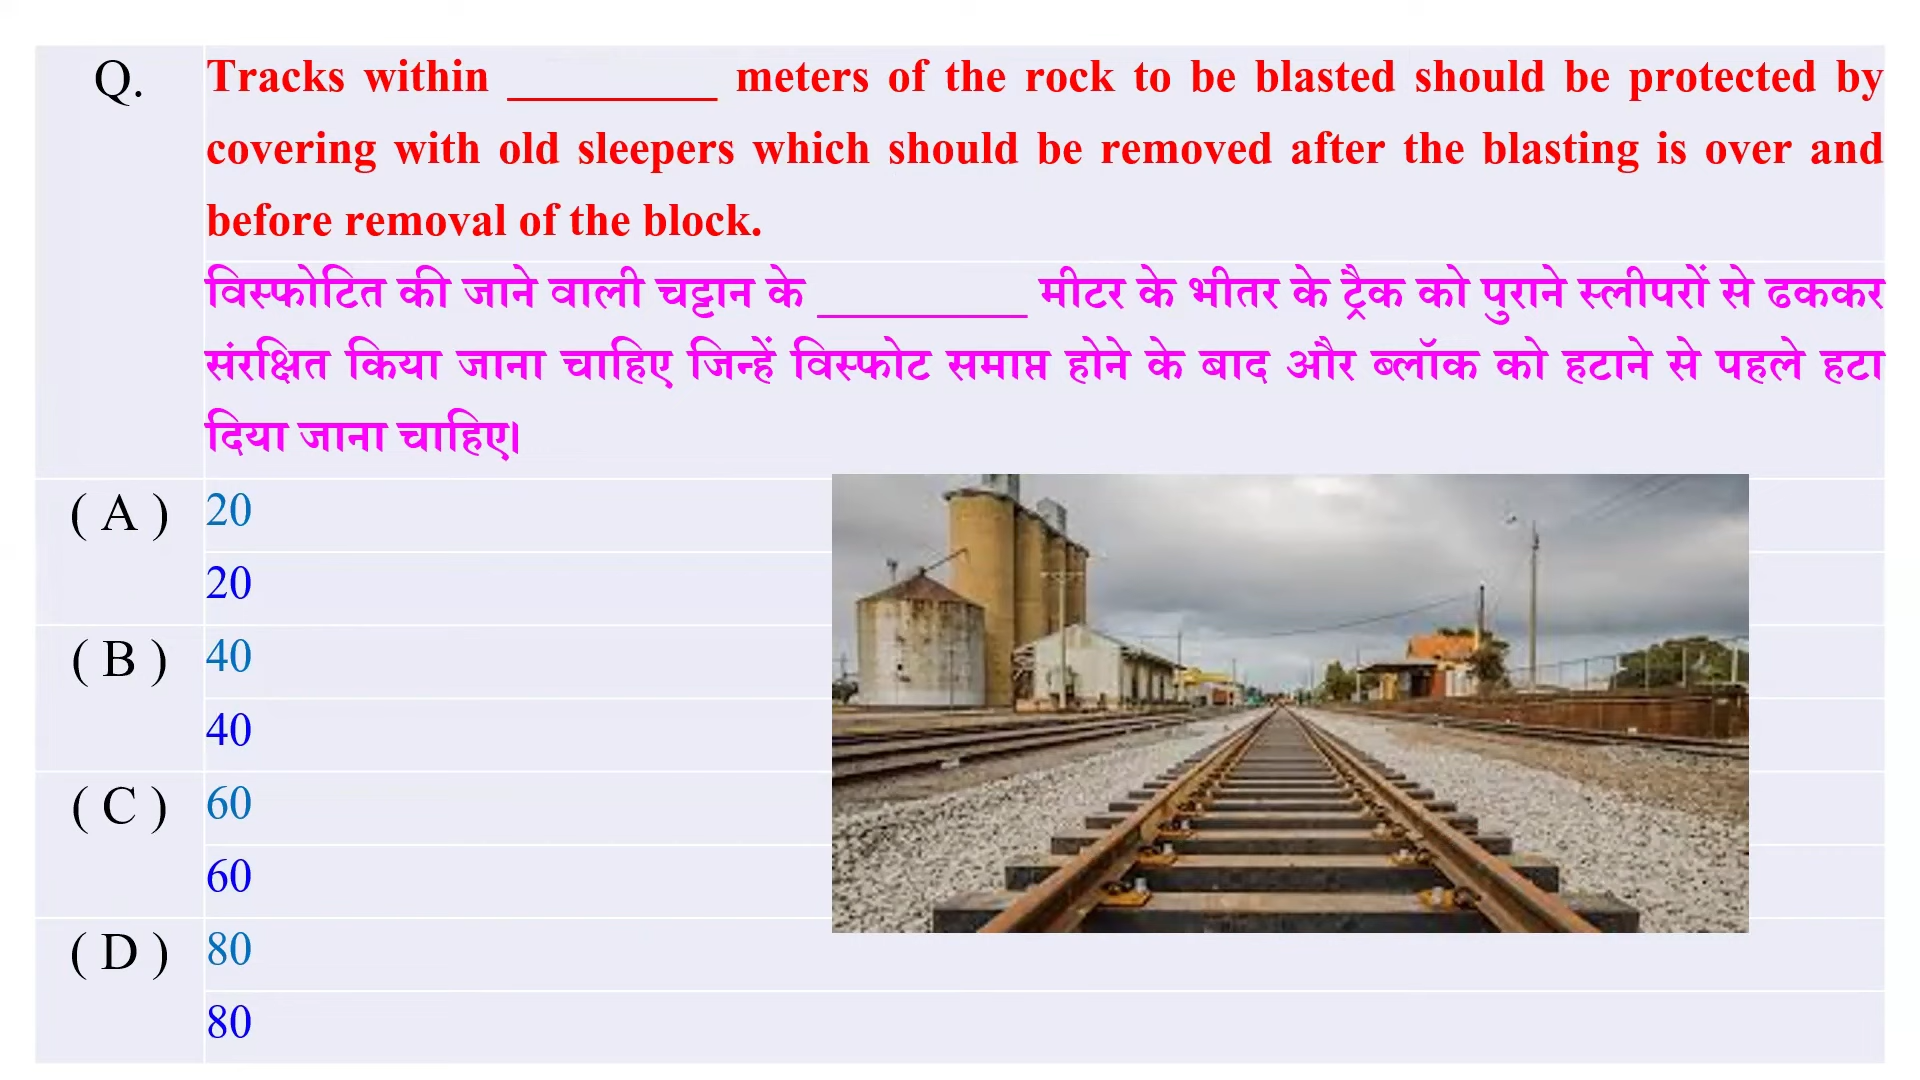 Q.
Tracks within _________ meters of the rock to be blasted should be protected by
covering with old sleepers which should be removed after the blasting is over and
before removal of the block.
विस्फोटित की जाने वाली चट्टान के _________ मीटर के भीतर के ट्रैक को पुराने स्लीपरों से ढककर
संरक्षित किया जाना चाहिए जिन्हें विस्फोट समाप्त होने के बाद और ब्लॉक को हटाने से पहले हटा
दिया जाना चाहिए।
( A ) 20
20
( B ) 40
40
( C ) 60
60
( D ) 80
80